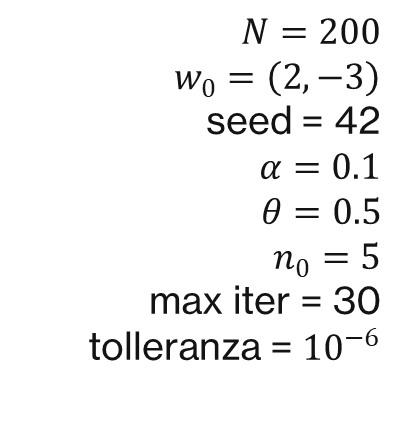 N = 200
w₀ = (2, −3)
seed = 42
α = 0.1
θ = 0.5
n₀ = 5
max iter = 30
tolleranza = 10⁻⁶